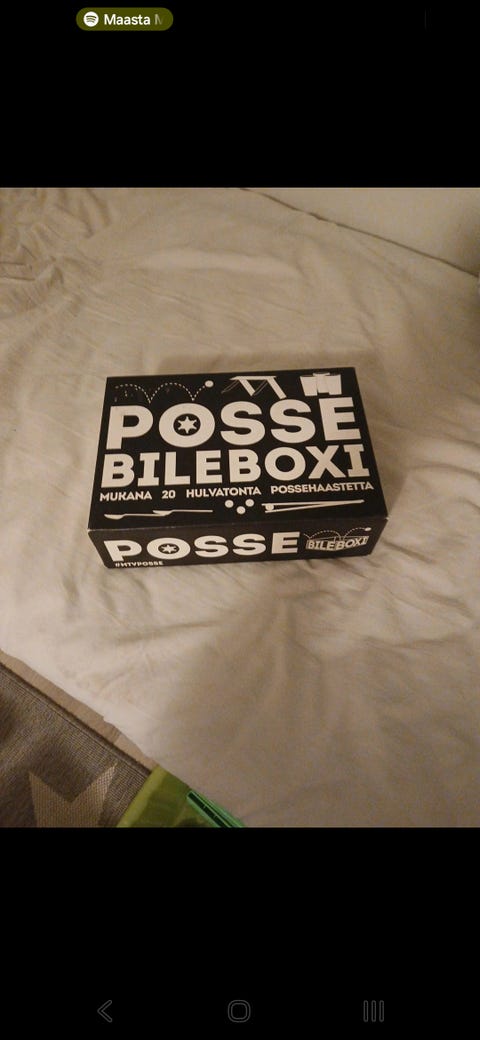 Maasta
POSSE
BILEBOXI
MUKANA 20 HULVATONTA POSSEHAASTETTA
POSSE BILEBOXI
#MTVPOSSE